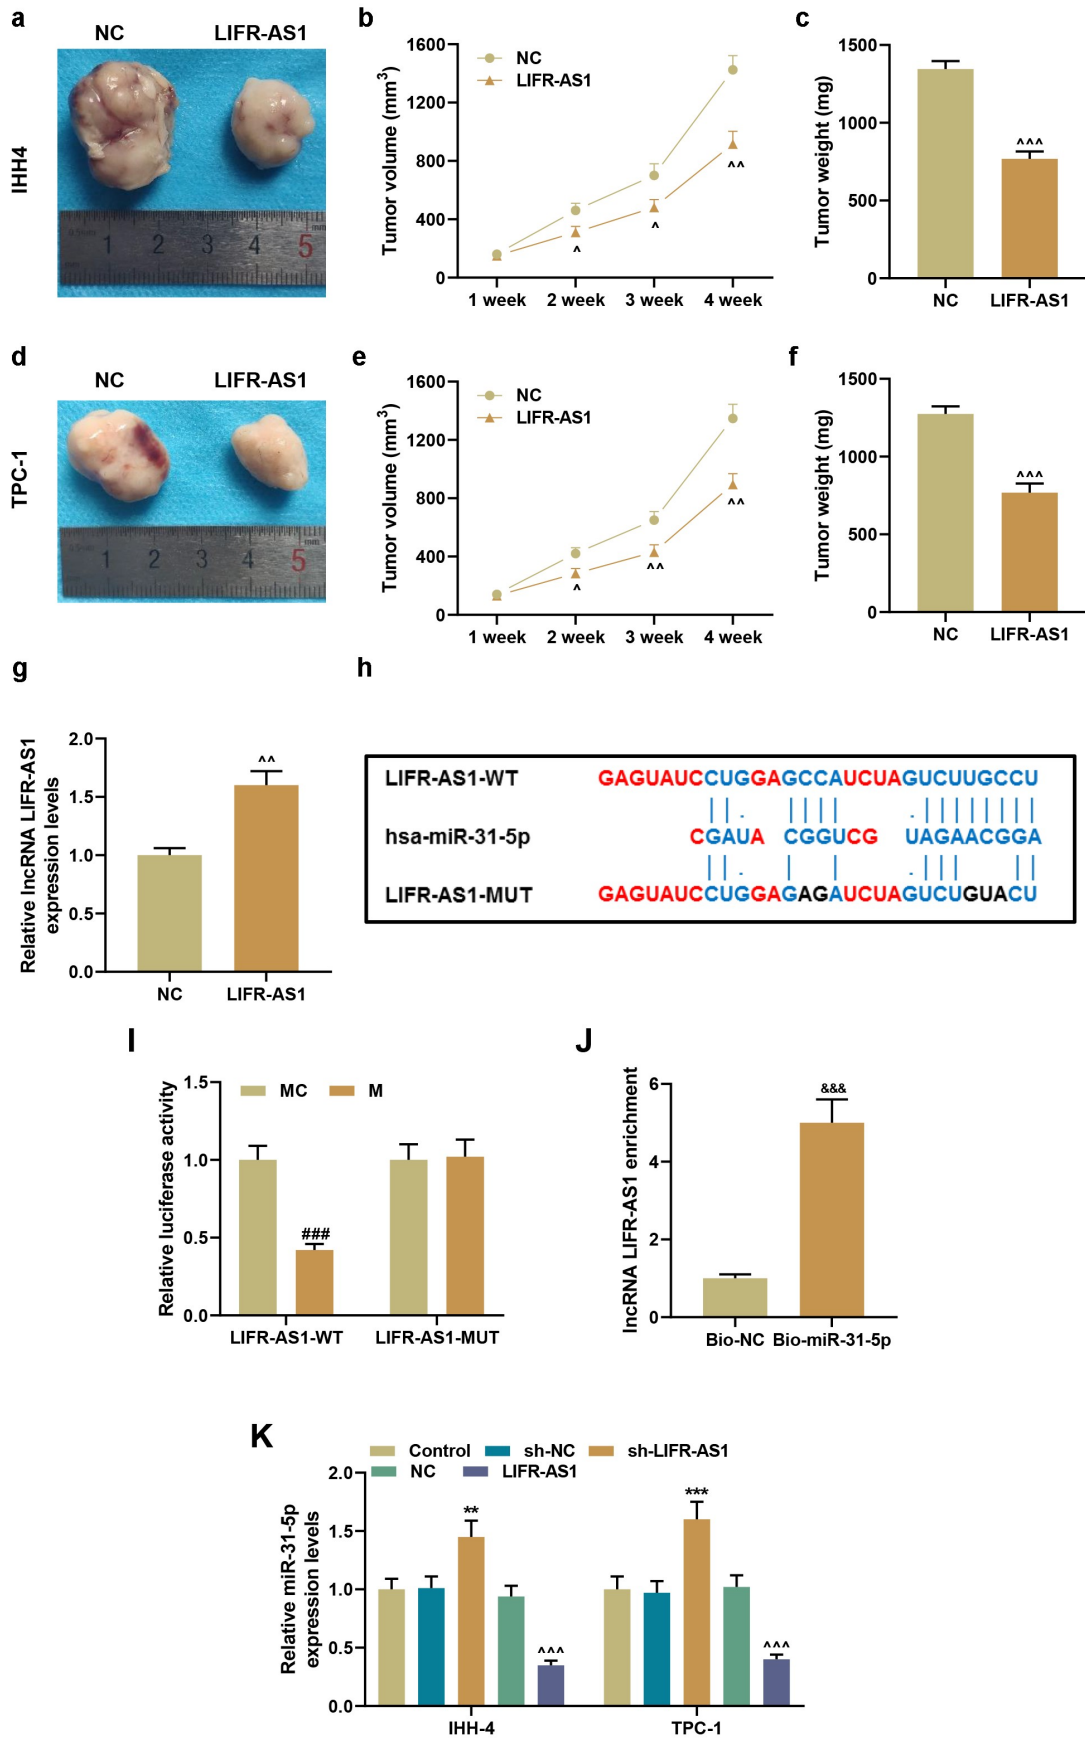 a
NC LIFR-AS1
IHH4
1 2 3 4 5
mm
b
Tumor volume (mm³)
1600
1200
800
400
0
NC
LIFR-AS1
^
^
^^
1 week 2 week 3 week 4 week
c
Tumor weight (mg)
1500
1000
500
0
^^^
NC LIFR-AS1
d
NC LIFR-AS1
TPC-1
1 2 3 4 5
mm
e
Tumor volume (mm³)
1600
1200
800
400
0
NC
LIFR-AS1
^
^^
^^
1 week 2 week 3 week 4 week
f
Tumor weight (mg)
1500
1000
500
0
^^^
NC LIFR-AS1
g
Relative lncRNA LIFR-AS1
expression levels
2.0
1.5
1.0
0.5
0.0
^^
NC LIFR-AS1
h
LIFR-AS1-WT GAGUAUCCUGGAGCCAUCUAGUCUUGCCU
hsa-miR-31-5p CGAUA CGGUCG UAGAACGGA
LIFR-AS1-MUT GAGUAUCCUGGAGAGAUCUAGUCUGUACU
I
Relative luciferase activity
1.5
1.0
0.5
0.0
MC M
###
LIFR-AS1-WT LIFR-AS1-MUT
J
lncRNA LIFR-AS1 enrichment
6
4
2
0
&&&
Bio-NC Bio-miR-31-5p
K
Control sh-NC sh-LIFR-AS1
NC LIFR-AS1
Relative miR-31-5p
expression levels
2.0
1.5
1.0
0.5
0.0
** ^^^ *** ^^^
IHH-4 TPC-1